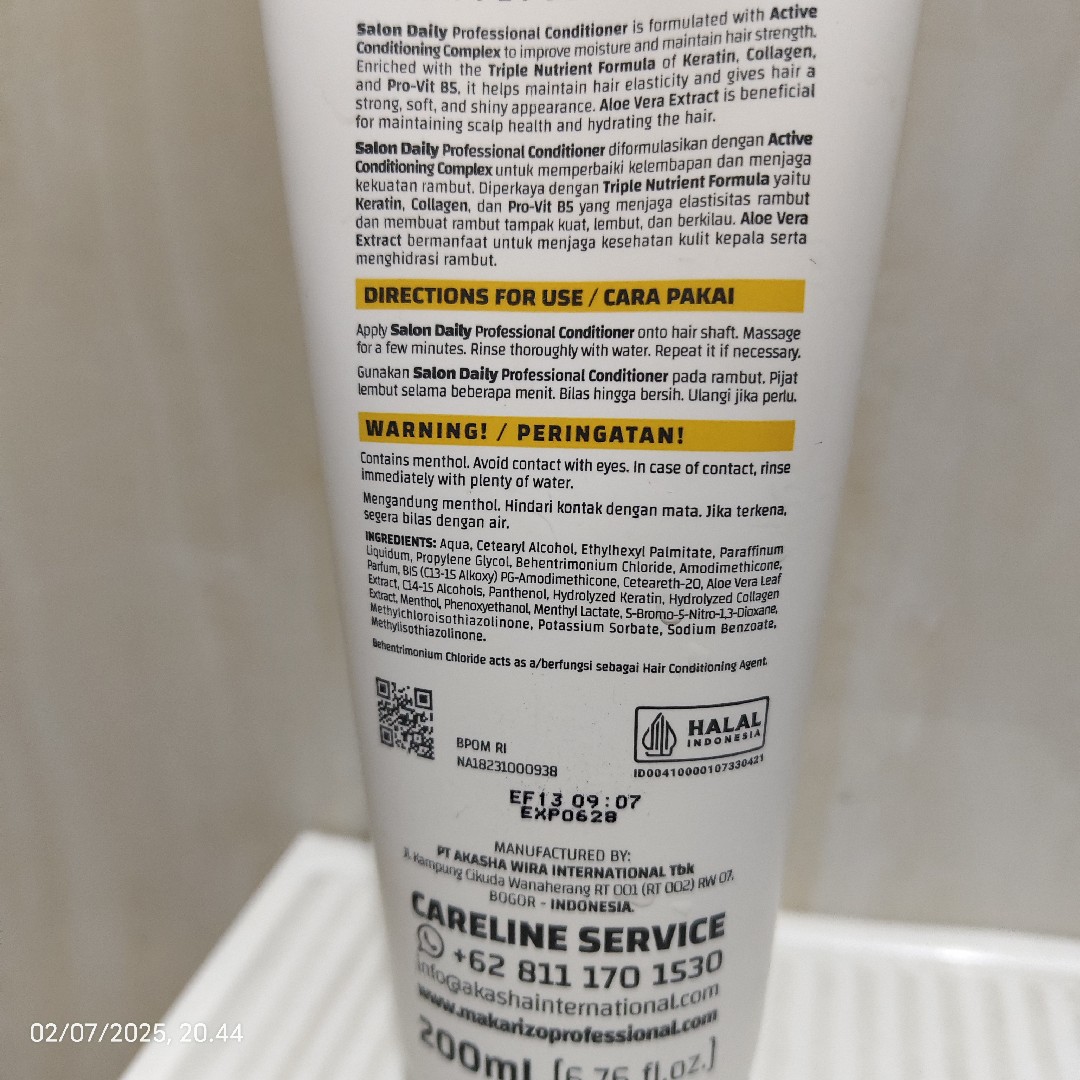 Salon Daily Professional Conditioner is formulated with Active
Conditioning Complex to improve moisture and maintain hair strength.
Enriched with the Triple Nutrient Formula of Keratin, Collagen,
and Pro-Vit B5, it helps maintain hair elasticity and gives hair a
strong, soft, and shiny appearance. Aloe Vera Extract is beneficial
for maintaining scalp health and hydrating the hair.
Salon Daily Professional Conditioner diformulasikan dengan Active
Conditioning Complex untuk memperbaiki kelembapan dan menjaga
kekuatan rambut. Diperkaya dengan Triple Nutrient Formula yaitu
Keratin, Collagen, dan Pro-Vit B5 yang menjaga elastisitas rambut
dan membuat rambut tampak kuat, lembut, dan berkilau. Aloe Vera
Extract bermanfaat untuk menjaga kesehatan kulit kepala serta
menghidrasi rambut.
DIRECTIONS FOR USE / CARA PAKAI
Apply Salon Daily Professional Conditioner onto hair shaft. Massage
for a few minutes. Rinse thoroughly with water. Repeat it if necessary.
Gunakan Salon Daily Professional Conditioner pada rambut. Pijat
lembut selama beberapa menit. Bilas hingga bersih. Ulangi jika perlu.
WARNING! / PERINGATAN!
Contains menthol. Avoid contact with eyes. In case of contact, rinse
immediately with plenty of water.
Mengandung menthol. Hindari kontak dengan mata. Jika terkena,
segera bilas dengan air.
INGREDIENTS: Aqua, Cetearyl Alcohol, Ethylhexyl Palmitate, Paraffinum
Liquidum, Propylene Glycol, Behentrimonium Chloride, Amodimethicone,
Parfum, BIS (C13-15 Alkoxy) PG-Amodimethicone, Ceteareth-20, Aloe Vera Leaf
Extract, C14-15 Alcohols, Panthenol, Hydrolyzed Keratin, Hydrolyzed Collagen
Extract, Menthol, Phenoxyethanol, Menthyl Lactate, 5-Bromo-5-Nitro-1,3-Dioxane,
Methylchloroisothiazolinone, Potassium Sorbate, Sodium Benzoate,
Methylisothiazolinone.
Behentrimonium Chloride acts as a/berfungsi sebagai Hair Conditioning Agent.
HALAL
INDONESIA
BPOM RI
NA18231000938
ID00410000107330421
EF13 09:07
EXP0628
MANUFACTURED BY:
PT AKASHA WIRA INTERNATIONAL Tbk
Jl. Kampung Cikuda Wanaherang RT 001 (RT 002) RW 07,
BOGOR - INDONESIA.
CARELINE SERVICE
+62 811 170 1530
info@akashainternational.com
www.makarizoprofessional.com
200mL [6.76 fl.oz.]
02/07/2025, 20.44